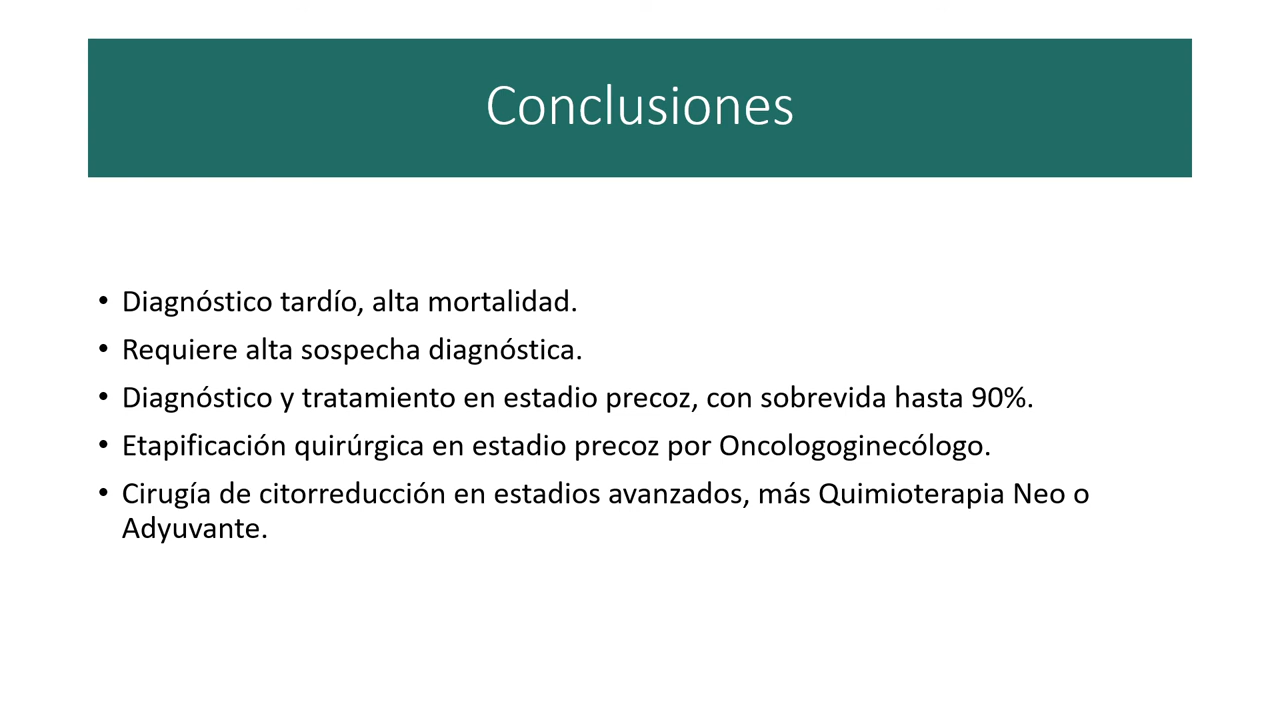 Conclusiones
• Diagnóstico tardío, alta mortalidad.
• Requiere alta sospecha diagnóstica.
• Diagnóstico y tratamiento en estadio precoz, con sobrevida hasta 90%.
• Etapificación quirúrgica en estadio precoz por Oncologoginecólogo.
• Cirugía de citorreducción en estadios avanzados, más Quimioterapia Neo o
Adyuvante.